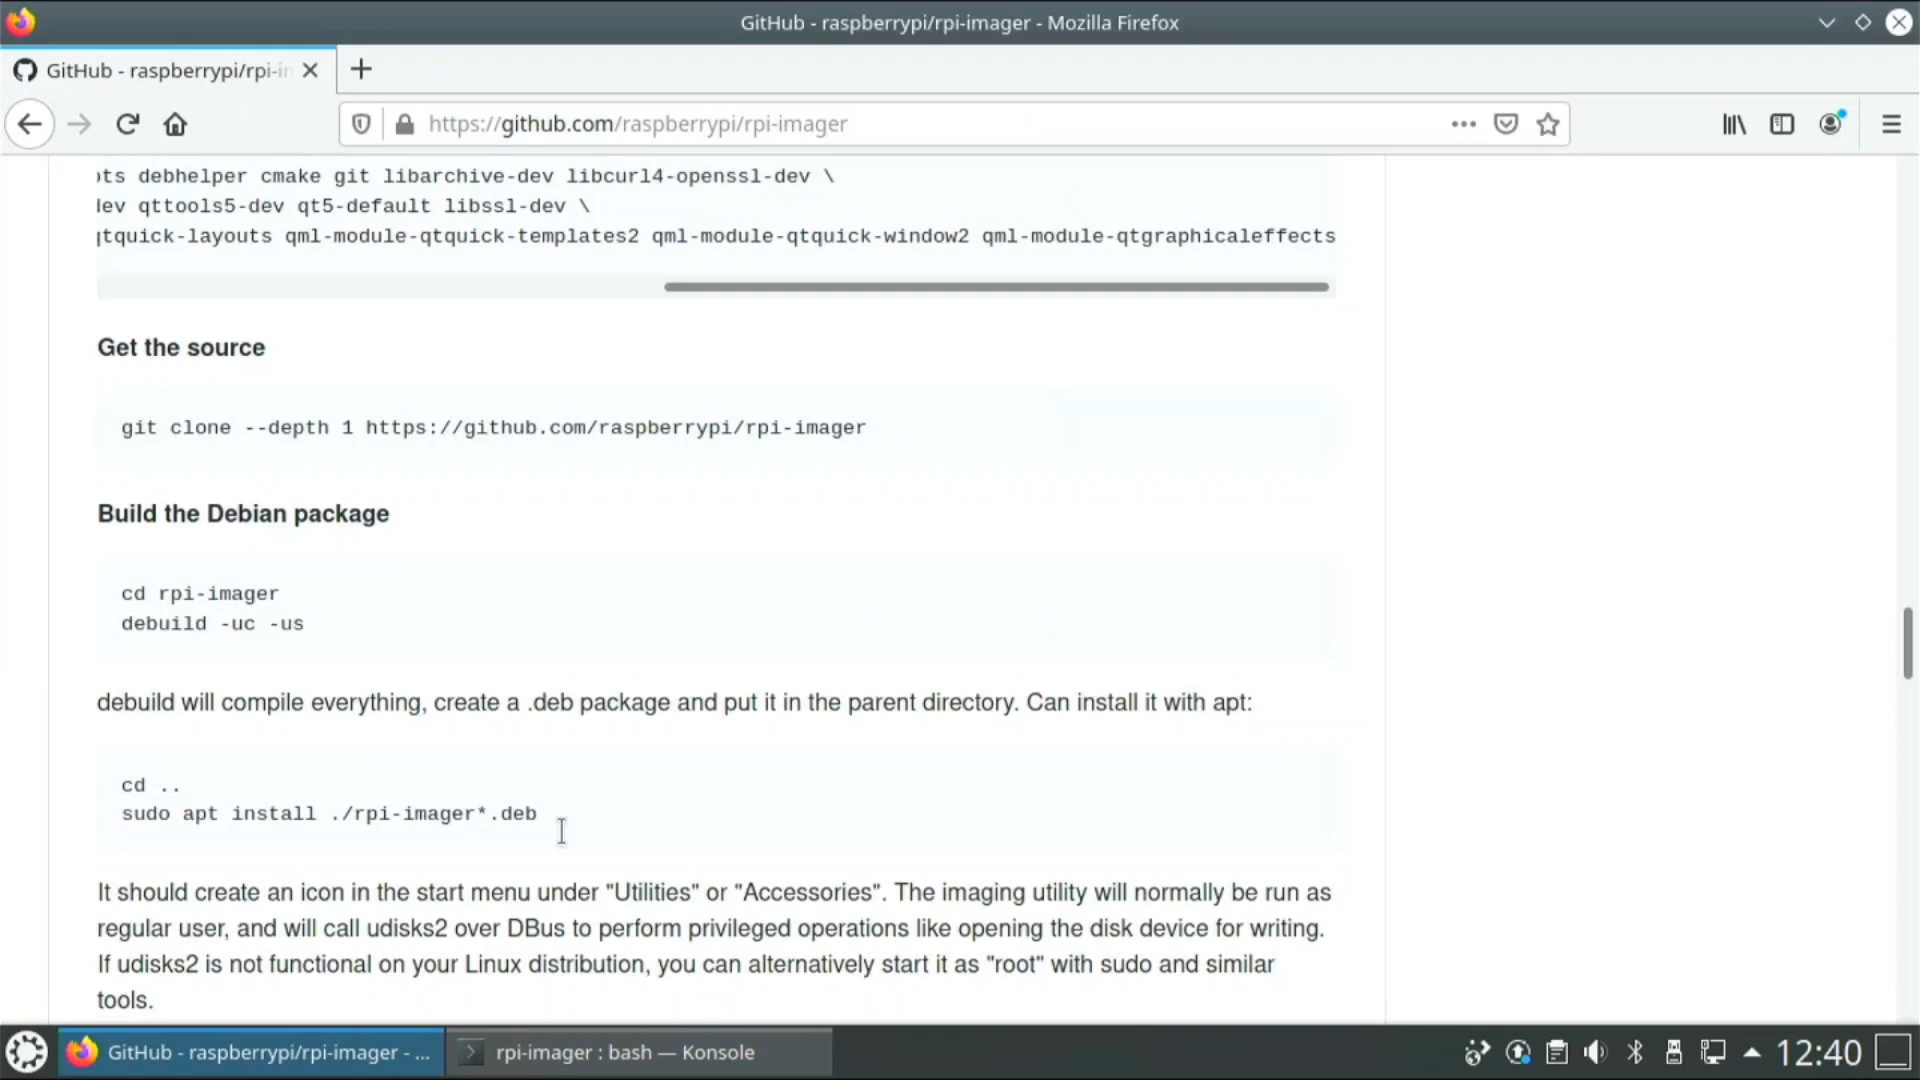 GitHub - raspberrypi/rpi-imager - Mozilla Firefox
GitHub - raspberrypi/rpi-in
https://github.com/raspberrypi/rpi-imager
ots debhelper cmake git libarchive-dev libcurl4-openssl-dev \
dev qttools5-dev qt5-default libssl-dev \
qtquick-layouts qml-module-qtquick-templates2 qml-module-qtquick-window2 qml-module-qtgraphicaleffects
Get the source
git clone --depth 1 https://github.com/raspberrypi/rpi-imager
Build the Debian package
cd rpi-imager
debuild -uc -us
debuild will compile everything, create a .deb package and put it in the parent directory. Can install it with apt:
cd ..
sudo apt install ./rpi-imager*.deb
It should create an icon in the start menu under "Utilities" or "Accessories". The imaging utility will normally be run as
regular user, and will call udisks2 over DBus to perform privileged operations like opening the disk device for writing.
If udisks2 is not functional on your Linux distribution, you can alternatively start it as "root" with sudo and similar
tools.
GitHub - raspberrypi/rpi-imager - ...
rpi-imager : bash — Konsole
12:40